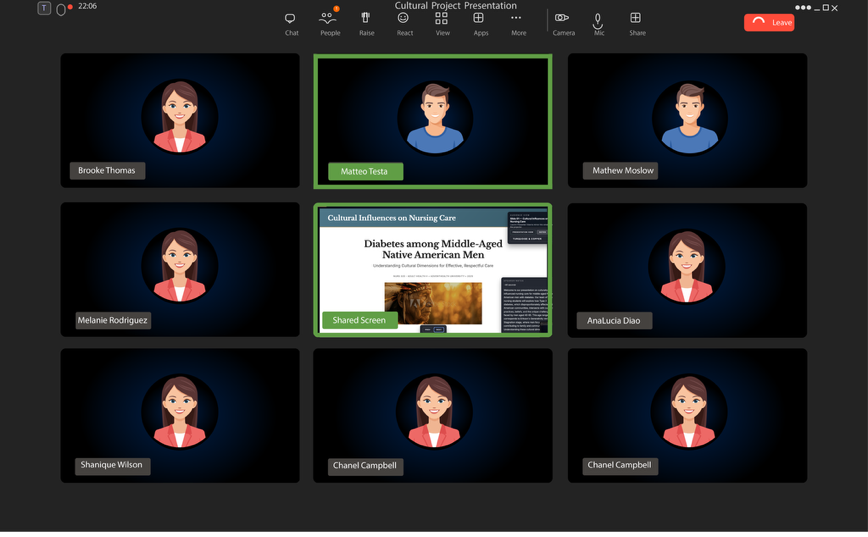 T
22:06
Cultural Project Presentation
Chat
People
Raise
React
View
Apps
More
Camera
Mic
Share
Leave
Brooke Thomas
Matteo Testa
Mathew Moslow
Melanie Rodriguez
Cultural Influences on Nursing Care
Diabetes among Middle-Aged
Native American Men
Understanding Cultural Dimensions for Effective, Respectful Care
Shared Screen
AnaLucia Diao
Shanique Wilson
Chanel Campbell
Chanel Campbell